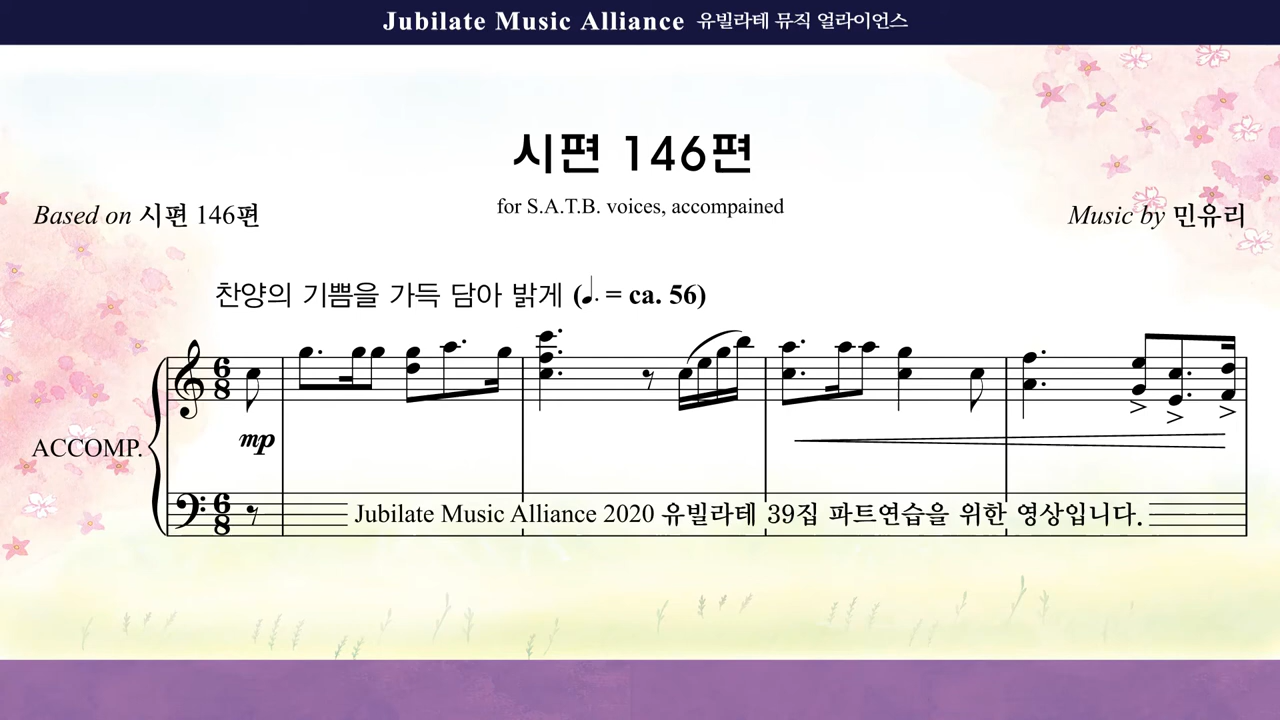 Jubilate Music Alliance 유빌라테 뮤직 얼라이언스
시편 146편
for S.A.T.B. voices, accompained
Based on 시편 146편
Music by 민유리
찬양의 기쁨을 가득 담아 밝게 (♩. = ca. 56)
6 8
mp
ACCOMP.
6 8
Jubilate Music Alliance 2020 유빌라테 39집 파트연습을 위한 영상입니다.